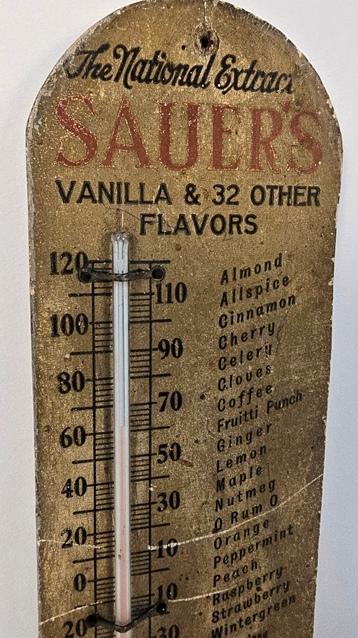 The National Extract
SAUER'S
VANILLA & 32 OTHER
FLAVORS
120
110
100
90
80
70
60
50
40
30
20
10
0
10
20
30
Almond
Allspice
Cinnamon
Cherry
Celery
Cloves
Coffee
Fruitti Punch
Ginger
Lemon
Maple
Nutmeg
O Rum O
Orange
Peppermint
Peach
Raspberry
Strawberry
Wintergreen